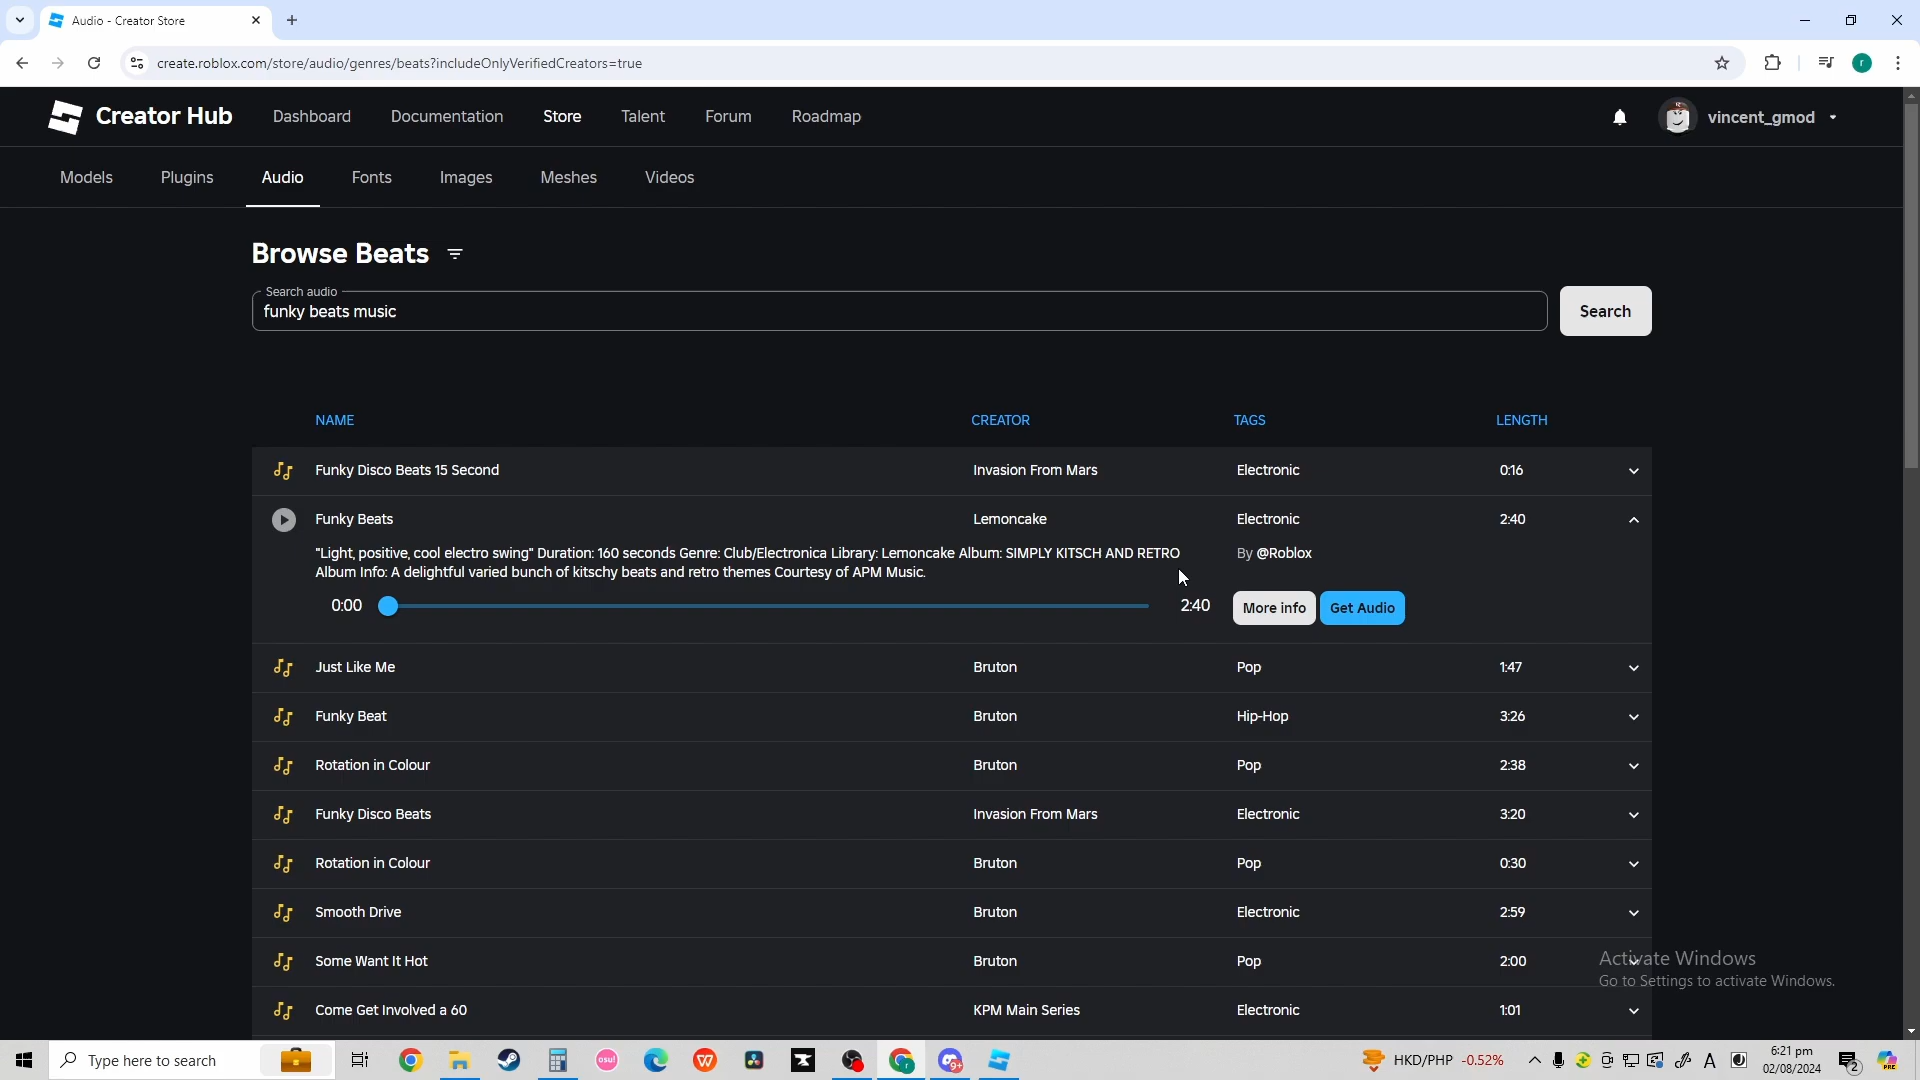 Audio - Creator Store
create.roblox.com/store/audio/genres/beats?includeOnlyVerifiedCreators=true
r
Creator Hub Dashboard Documentation Store Talent Forum Roadmap vincent_gmod
Models Plugins Audio Fonts Images Meshes Videos
Browse Beats
Search audio
funky beats music
Search
NAME CREATOR TAGS LENGTH
Funky Disco Beats 15 Second Invasion From Mars Electronic 0:16
Funky Beats Lemoncake Electronic 2:40
"Light, positive, cool electro swing" Duration: 160 seconds Genre: Club/Electronica Library: Lemoncake Album: SIMPLY KITSCH AND RETRO By @Roblox
Album Info: A delightful varied bunch of kitschy beats and retro themes Courtesy of APM Music.
0:00 2:40 More info Get Audio
Just Like Me Bruton Pop 1:47
Funky Beat Bruton Hip-Hop 3:26
Rotation in Colour Bruton Pop 2:38
Funky Disco Beats Invasion From Mars Electronic 3:20
Rotation in Colour Bruton Pop 0:30
Smooth Drive Bruton Electronic 2:59
Some Want It Hot Bruton Pop 2:00
Activate Windows
Go to Settings to activate Windows.
Come Get Involved a 60 KPM Main Series Electronic 1:01
Type here to search osu! W r 9+ HKD/PHP -0.52% A 6:21 pm 2 PRE
02/08/2024